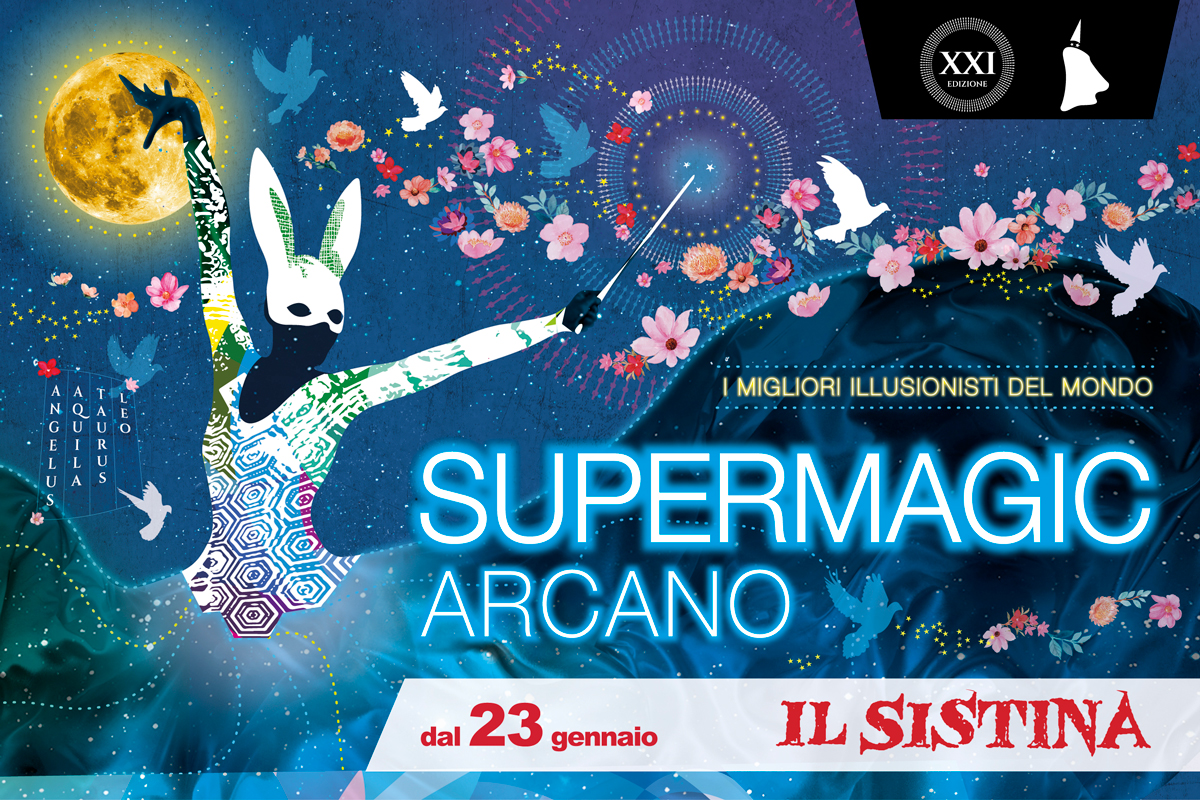 XXI
EDIZIONE
ANGELUS
AQUILA
TAURUS
LEO
I MIGLIORI ILLUSIONISTI DEL MONDO
SUPERMAGIC
ARCANO
dal 23 gennaio
IL SISTINA